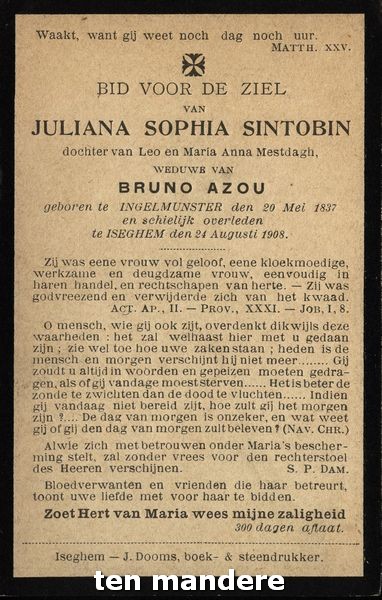 Waakt, want gij weet noch dag noch uur.
MATTH. XXV.
BID VOOR DE ZIEL
VAN
JULIANA SOPHIA SINTOBIN
dochter van Leo en Maria Anna Mestdagh,
WEDUWE VAN
BRUNO AZOU
geboren te INGELMUNSTER den 20 Mei 1837
en schielijk overleden
te ISEGHEM den 24 Augusti 1908.
Zij was eene vrouw vol geloof, eene kloekmoedige,
werkzame en deugdzame vrouw, eenvoudig in
haren handel, en rechtschapen van herte. — Zij was
godvreezend en verwijderde zich van het kwaad.
ACT. AP., II. — PROV., XXXI. — JOB, I, 8.
O mensch, wie gij ook zijt, overdenkt dikwijls deze
waarheden : het zal welhaast hier met u gedaan
zijn ; zie wel toe hoe uwe zaken staan ; heden is de
mensch en morgen verschijnt hij niet meer..... Gij
zoudt u altijd in woorden en gepeizen moeten gedra-
gen, als of gij vandage moest sterven..... Het is beter de
zonde te zwichten dan de dood te vluchten..... Indien
gij vandaag niet bereid zijt, hoe zult gij het morgen
zijn ?... De dag van morgen is onzeker, en wat weet
gij of gij den dag van morgen zult beleven ? (NAV. CHR.)
Alwie zich met betrouwen onder Maria's bescher-
ming stelt, zal zonder vrees voor den rechterstoel
des Heeren verschijnen. S. P. DAM.
Bloedverwanten en vrienden die haar betreurt,
toont uwe liefde met voor haar te bidden.
Zoet Hert van Maria wees mijne zaligheid
300 dagen aflaat.
Iseghem — J. Dooms, boek- & steendrukker.
ten mandere